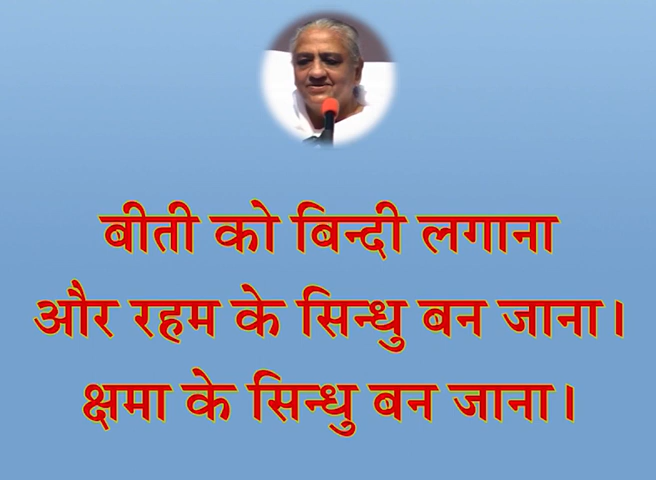 बीती को बिन्दी लगाना
और रहम के सिन्धु बन जाना।
क्षमा के सिन्धु बन जाना।